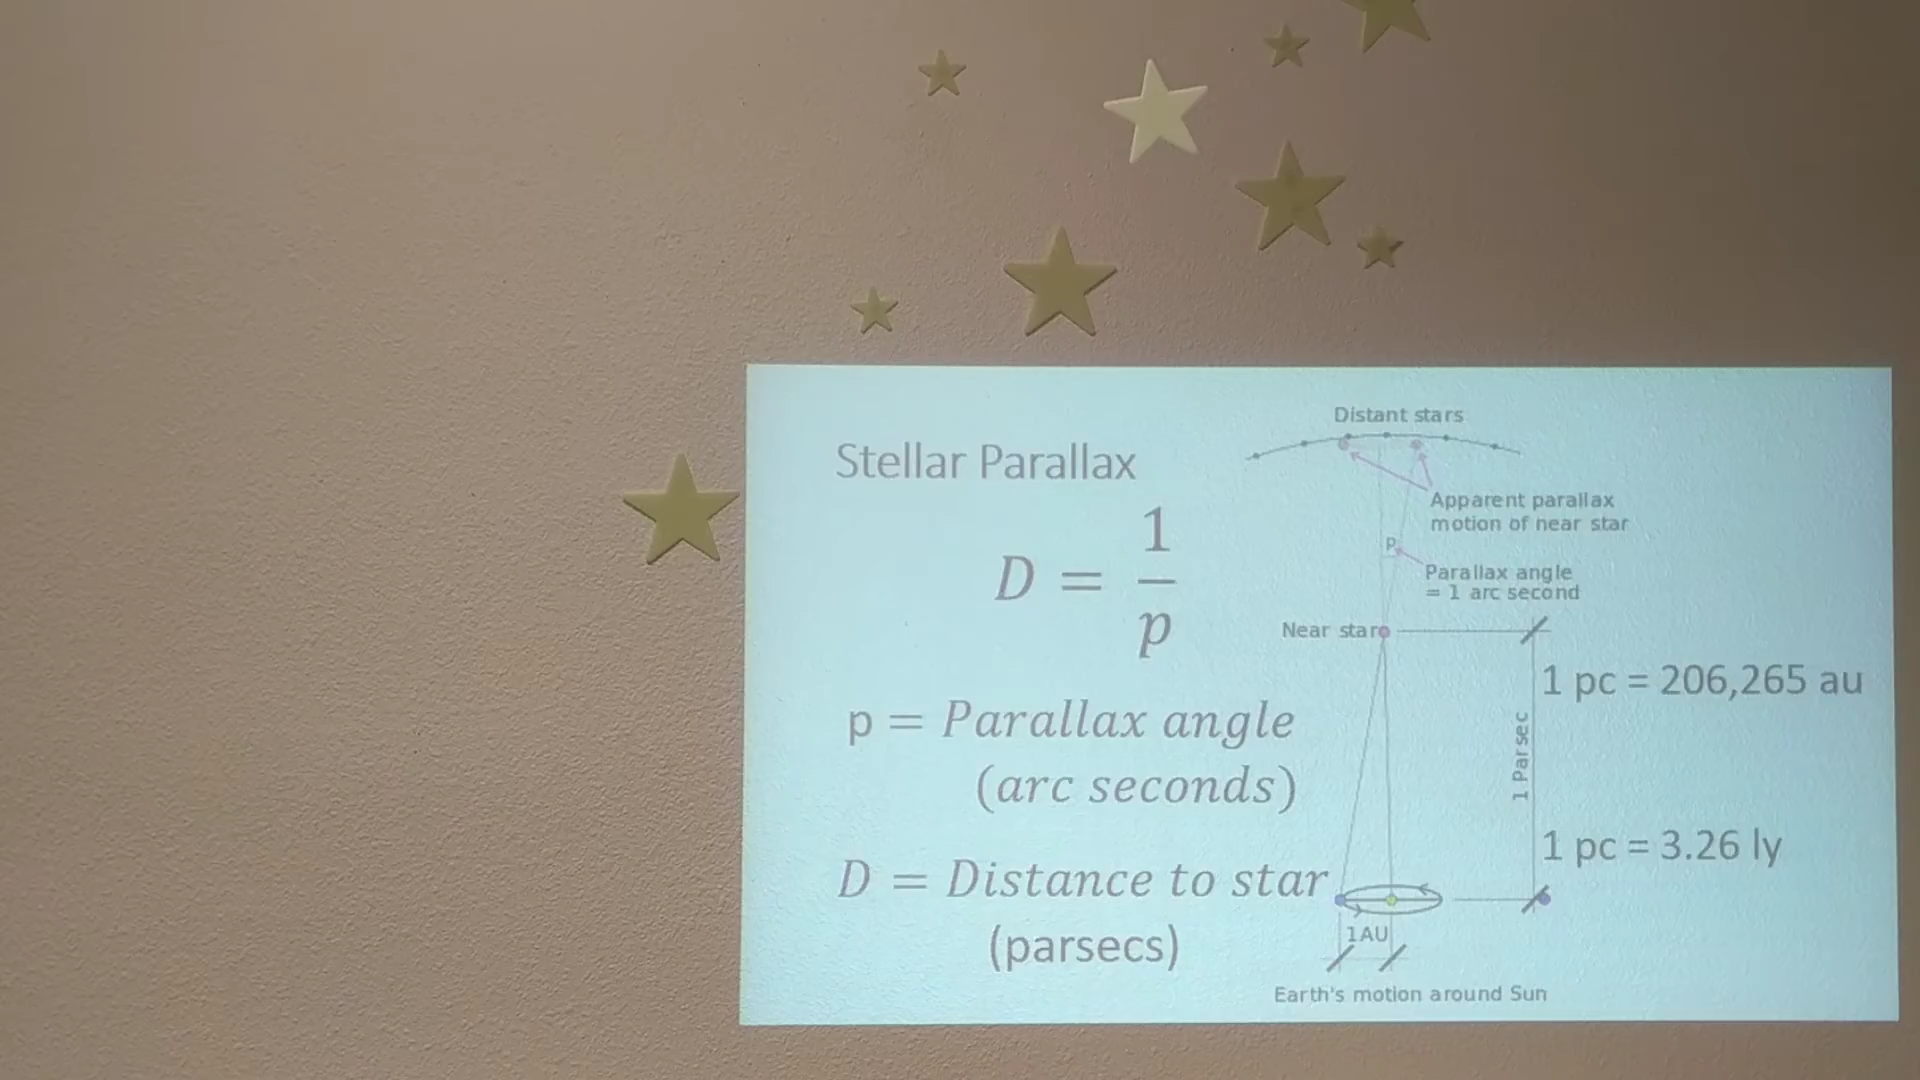 Stellar Parallax
D = 1/p
p = Parallax angle
(arc seconds)
D = Distance to star
(parsecs)
Distant stars
Apparent parallax
motion of near star
p
Parallax angle
= 1 arc second
Near star
1 pc = 206,265 au
1 Parsec
1 pc = 3.26 ly
1AU
Earth's motion around Sun